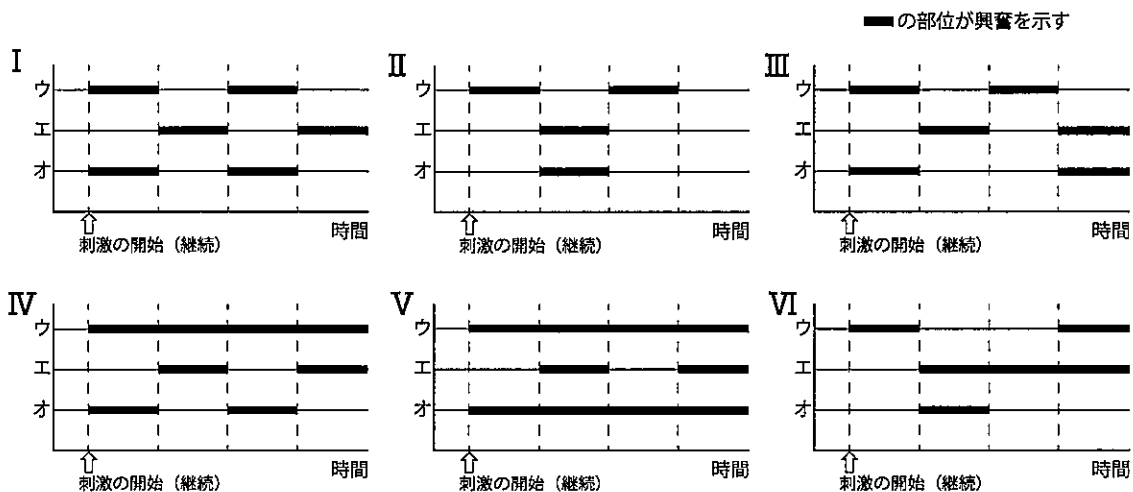 の部位が興奮を示す
I
ウ
エ
オ
刺激の開始（継続）
時間
II
ウ
エ
オ
刺激の開始（継続）
時間
III
ウ
エ
オ
刺激の開始（継続）
時間
IV
ウ
エ
オ
刺激の開始（継続）
時間
V
ウ
エ
オ
刺激の開始（継続）
時間
VI
ウ
エ
オ
刺激の開始（継続）
時間